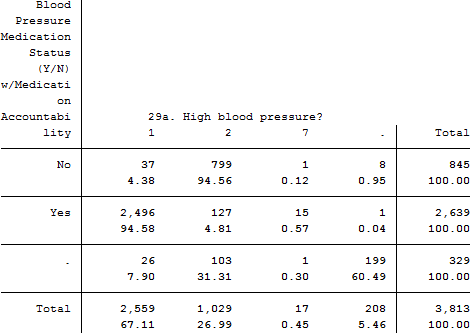 Blood
Pressure
Medication
Status
(Y/N)
w/Medicati
on
Accountabi 29a. High blood pressure?
lity 1 2 7 . Total
No 37 799 1 8 845
4.38 94.56 0.12 0.95 100.00
Yes 2,496 127 15 1 2,639
94.58 4.81 0.57 0.04 100.00
. 26 103 1 199 329
7.90 31.31 0.30 60.49 100.00
Total 2,559 1,029 17 208 3,813
67.11 26.99 0.45 5.46 100.00